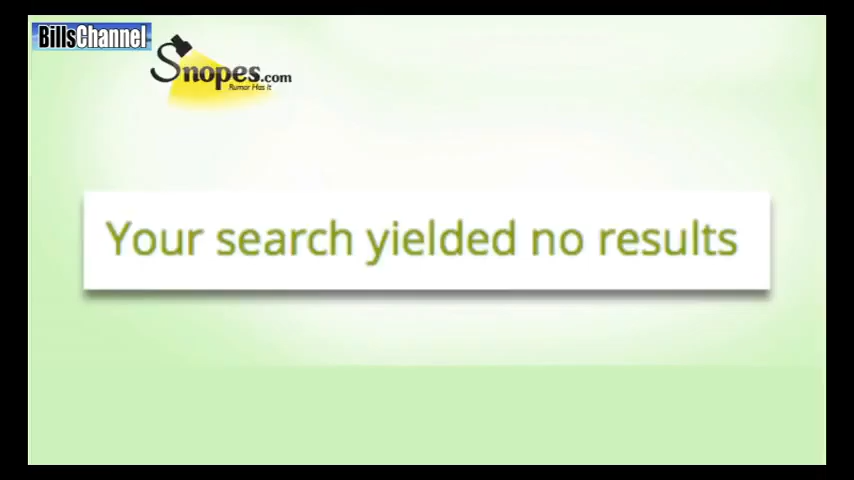 BillsChannel
Snopes.com
Rumor Has It
Your search yielded no results